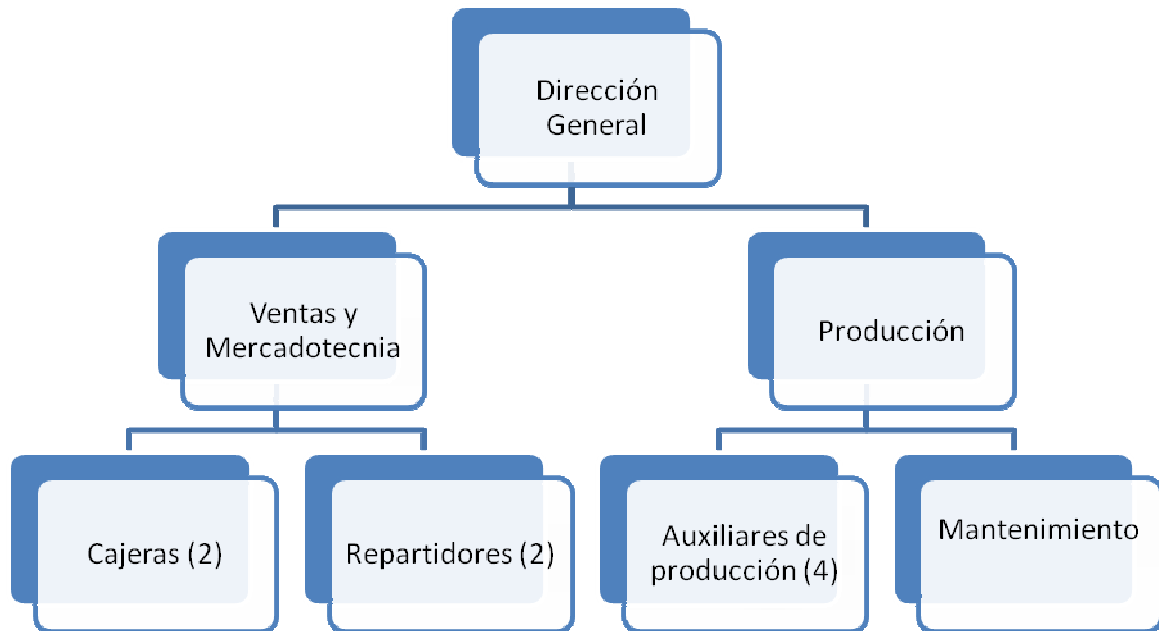 Dirección
General
Ventas y
Mercadotecnia
Producción
Cajeras (2)
Repartidores (2)
Auxiliares de
producción (4)
Mantenimiento